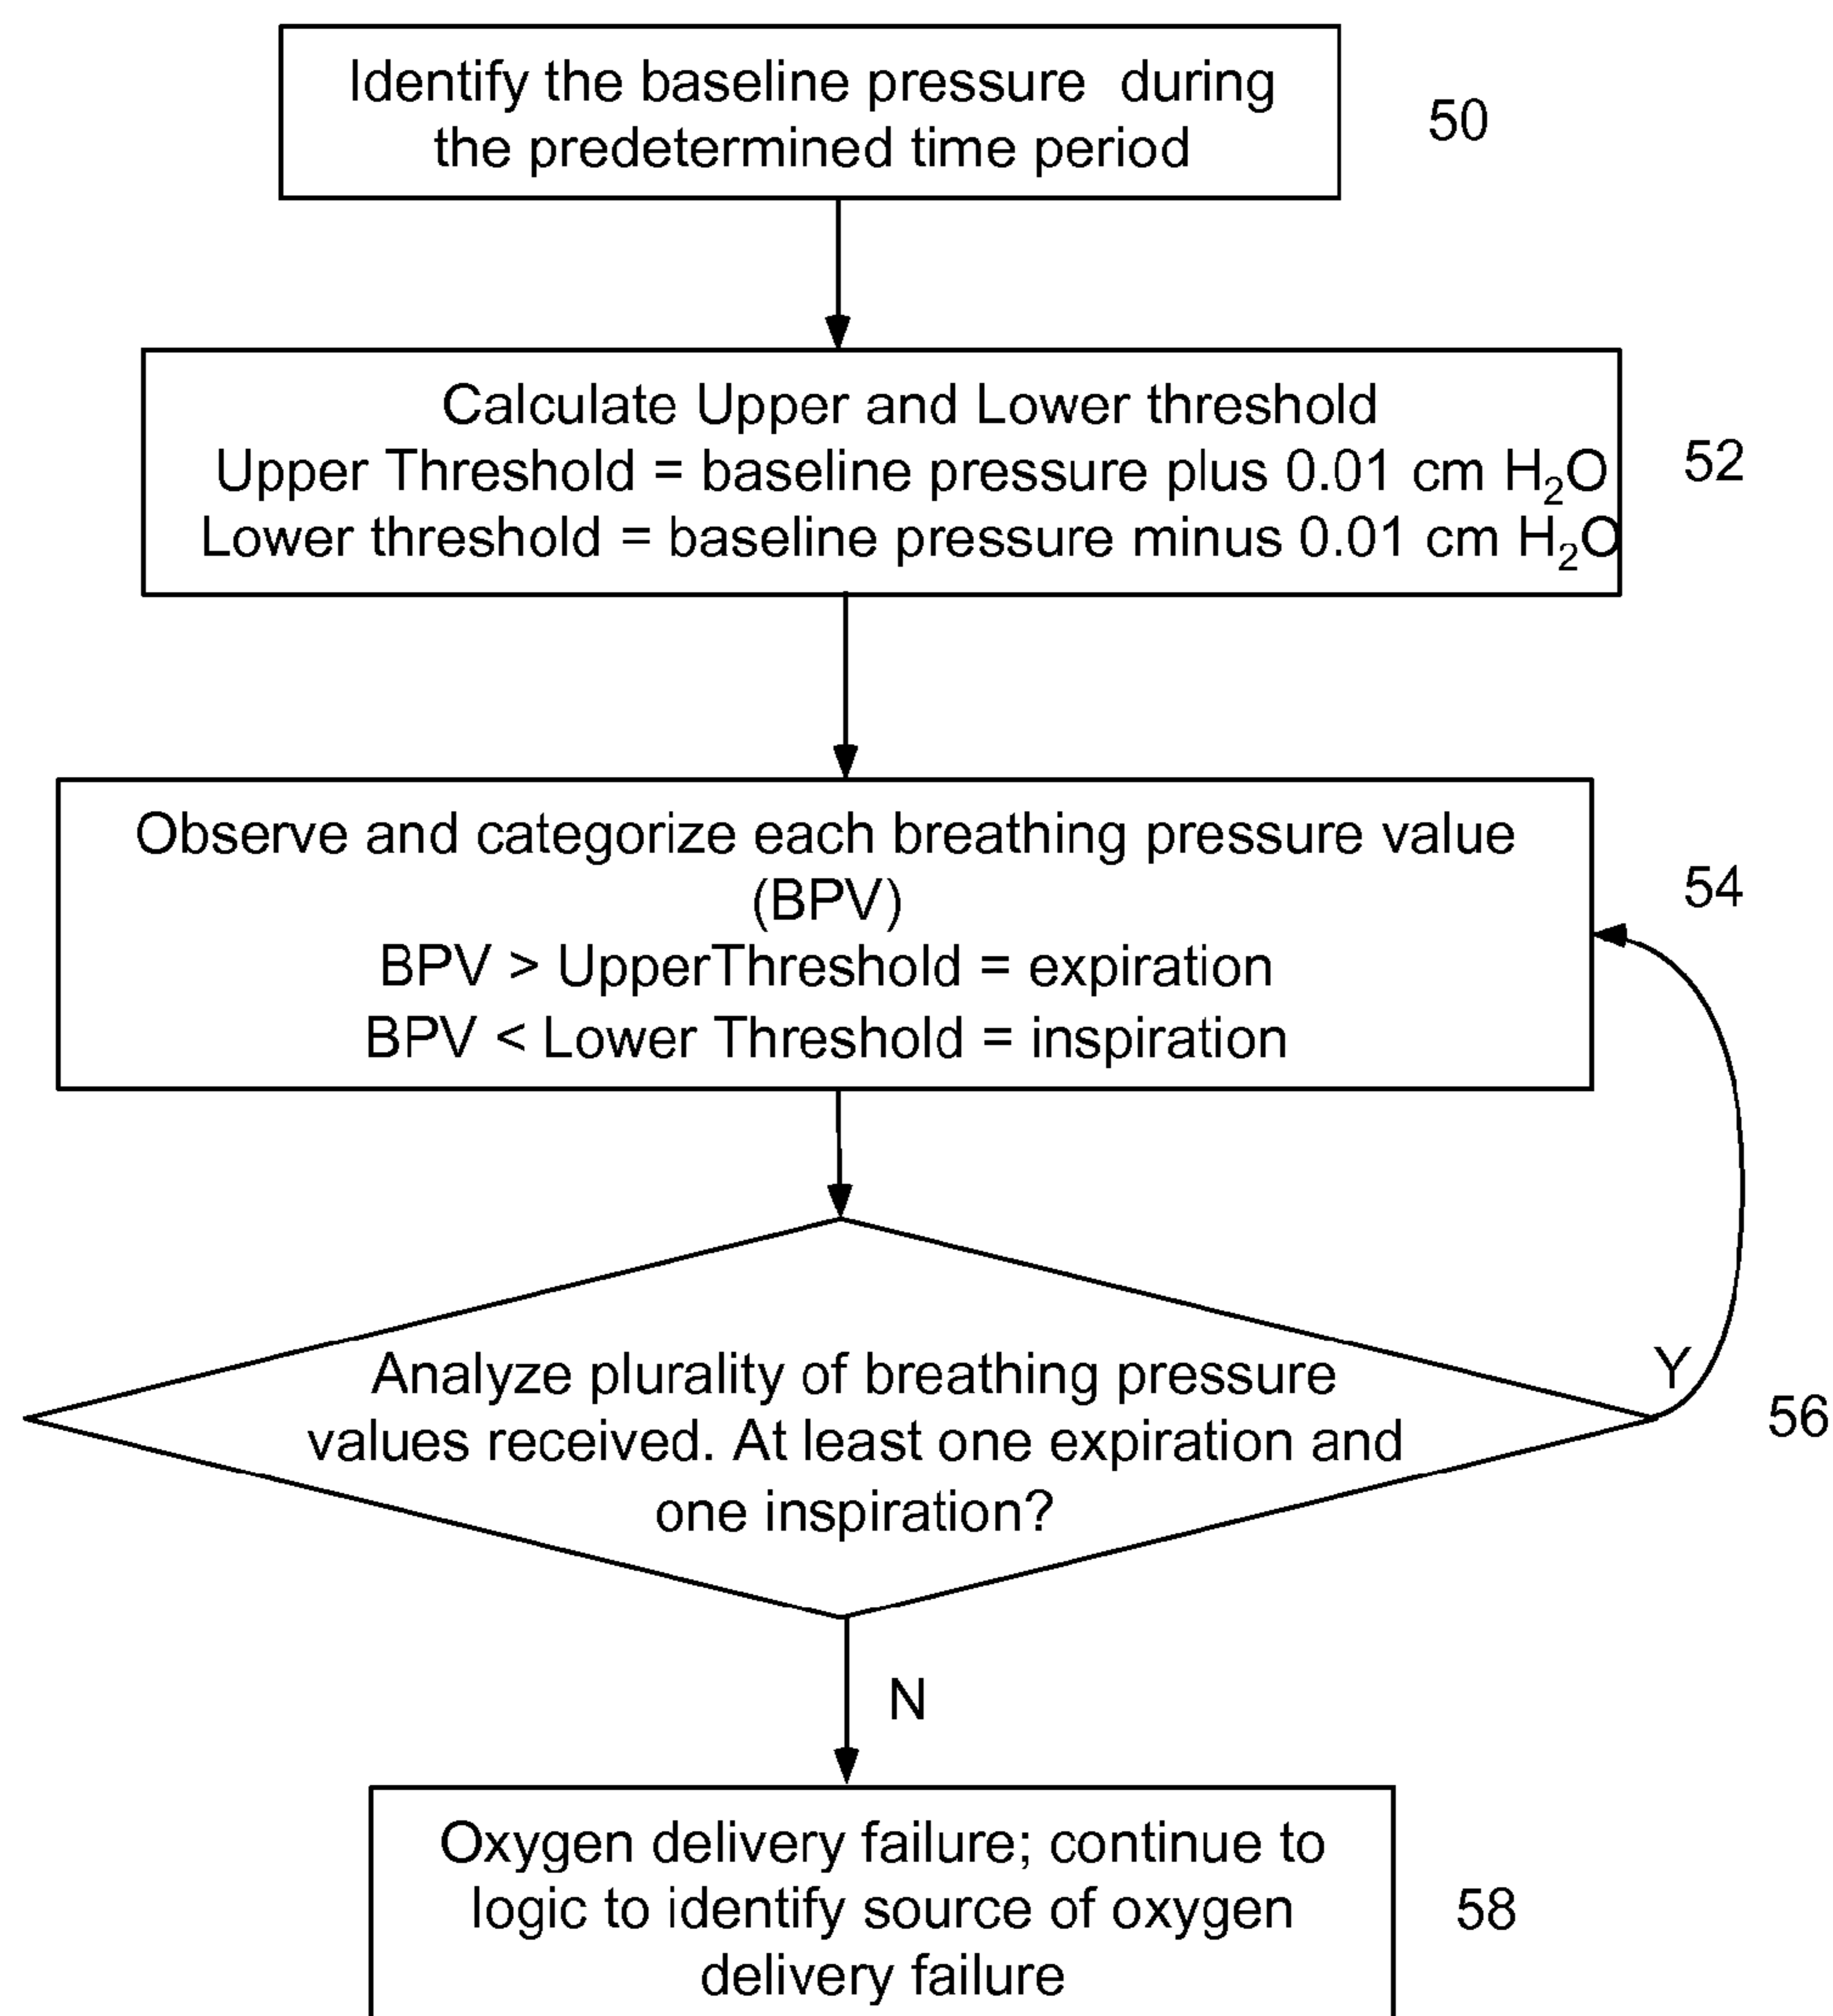 Identify the baseline pressure during
the predetermined time period
50
Calculate Upper and Lower threshold
Upper Threshold = baseline pressure plus 0.01 cm H₂O
Lower threshold = baseline pressure minus 0.01 cm H₂O
52
Observe and categorize each breathing pressure value
(BPV)
BPV > UpperThreshold = expiration
BPV < Lower Threshold = inspiration
54
Analyze plurality of breathing pressure
values received. At least one expiration and
one inspiration?
Y
56
N
Oxygen delivery failure; continue to
logic to identify source of oxygen
delivery failure
58